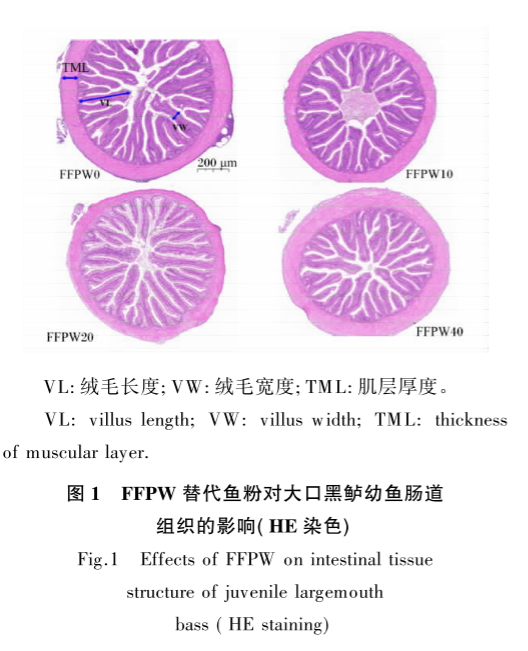 TML
VL
VW
200 μm
FFPW0
FFPW10
FFPW20
FFPW40
VL: 绒毛长度; VW: 绒毛宽度; TML: 肌层厚度。
VL: villus length; VW: villus width; TML: thickness
of muscular layer.
图 1 FFPW 替代鱼粉对大口黑鲈幼鱼肠道
组织的影响( HE 染色)
Fig.1 Effects of FFPW on intestinal tissue
structure of juvenile largemouth
bass ( HE staining)